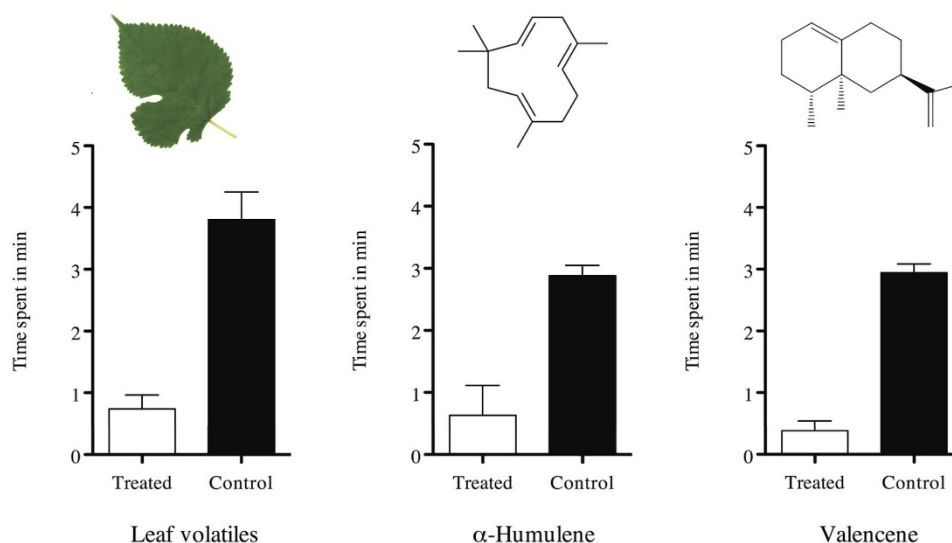 5
4
3
2
1
0
Time spent in min
Treated Control
Leaf volatiles
5
4
3
2
1
0
Time spent in min
Treated Control
α-Humulene
5
4
3
2
1
0
Time spent in min
Treated Control
Valencene